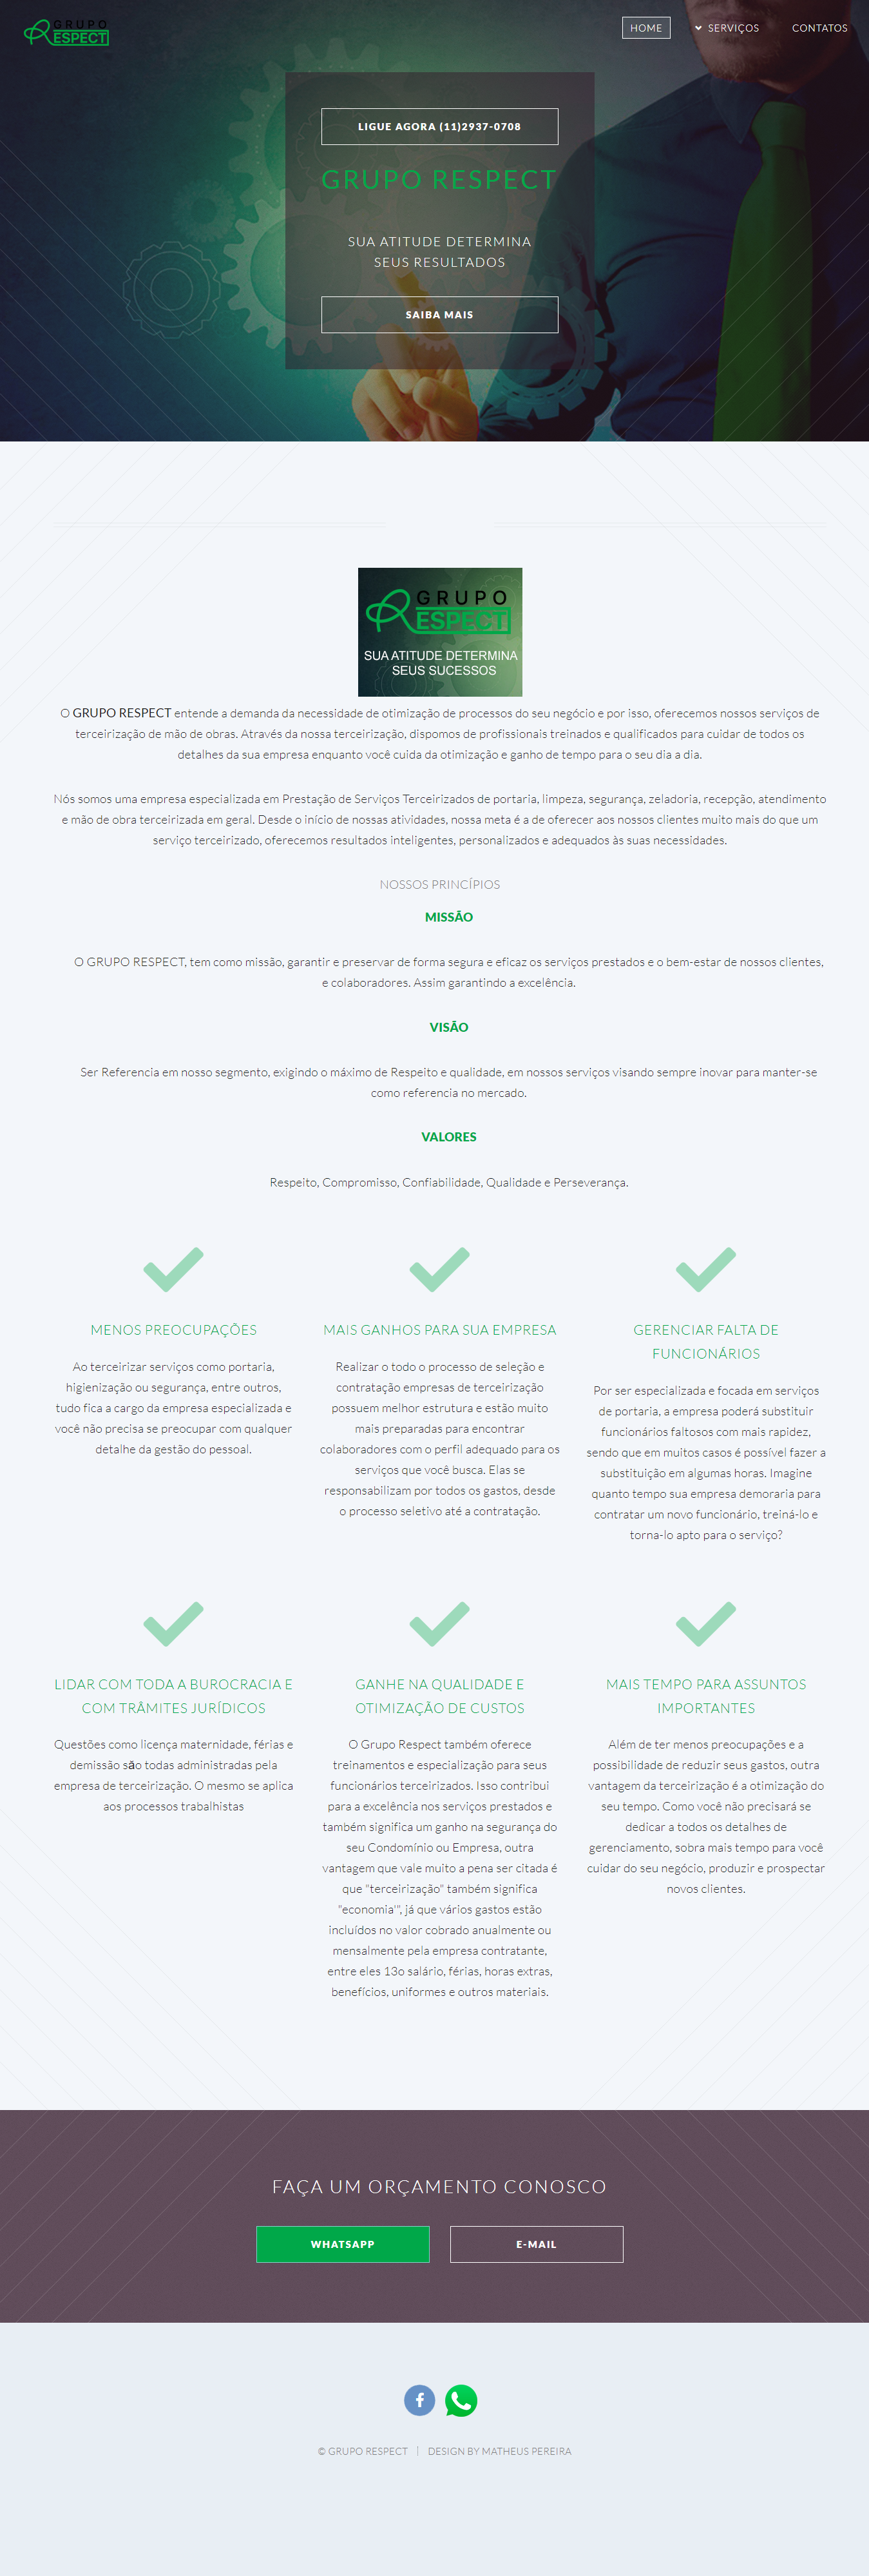 GRUPO
RESPECT
HOME
SERVIÇOS
CONTATOS
LIGUE AGORA (11)2937-0708
GRUPO RESPECT
SUA ATITUDE DETERMINA
SEUS RESULTADOS
SAIBA MAIS
GRUPO
RESPECT
SUA ATITUDE DETERMINA
SEUS SUCESSOS
O GRUPO RESPECT entende a demanda da necessidade de otimização de processos do seu negócio e por isso, oferecemos nossos serviços de
terceirização de mão de obras. Através da nossa terceirização, dispomos de profissionais treinados e qualificados para cuidar de todos os
detalhes da sua empresa enquanto você cuida da otimização e ganho de tempo para o seu dia a dia.
Nós somos uma empresa especializada em Prestação de Serviços Terceirizados de portaria, limpeza, segurança, zeladoria, recepção, atendimento
e mão de obra terceirizada em geral. Desde o início de nossas atividades, nossa meta é a de oferecer aos nossos clientes muito mais do que um
serviço terceirizado, oferecemos resultados inteligentes, personalizados e adequados às suas necessidades.
NOSSOS PRINCÍPIOS
MISSÃO
O GRUPO RESPECT, tem como missão, garantir e preservar de forma segura e eficaz os serviços prestados e o bem-estar de nossos clientes,
e colaboradores. Assim garantindo a excelência.
VISÃO
Ser Referencia em nosso segmento, exigindo o máximo de Respeito e qualidade, em nossos serviços visando sempre inovar para manter-se
como referencia no mercado.
VALORES
Respeito, Compromisso, Confiabilidade, Qualidade e Perseverança.
MENOS PREOCUPAÇÕES
Ao terceirizar serviços como portaria,
higienização ou segurança, entre outros,
tudo fica a cargo da empresa especializada e
você não precisa se preocupar com qualquer
detalhe da gestão do pessoal.
MAIS GANHOS PARA SUA EMPRESA
Realizar o todo o processo de seleção e
contratação empresas de terceirização
possuem melhor estrutura e estão muito
mais preparadas para encontrar
colaboradores com o perfil adequado para os
serviços que você busca. Elas se
responsabilizam por todos os gastos, desde
o processo seletivo até a contratação.
GERENCIAR FALTA DE
FUNCIONÁRIOS
Por ser especializada e focada em serviços
de portaria, a empresa poderá substituir
funcionários faltosos com mais rapidez,
sendo que em muitos casos é possível fazer a
substituição em algumas horas. Imagine
quanto tempo sua empresa demoraria para
contratar um novo funcionário, treiná-lo e
torna-lo apto para o serviço?
LIDAR COM TODA A BUROCRACIA E
COM TRÂMITES JURÍDICOS
Questões como licença maternidade, férias e
demissão são todas administradas pela
empresa de terceirização. O mesmo se aplica
aos processos trabalhistas
GANHE NA QUALIDADE E
OTIMIZAÇÃO DE CUSTOS
O Grupo Respect também oferece
treinamentos e especialização para seus
funcionários terceirizados. Isso contribui
para a excelência nos serviços prestados e
também significa um ganho na segurança do
seu Condomínio ou Empresa, outra
vantagem que vale muito a pena ser citada é
que "terceirização" também significa
"economia'", já que vários gastos estão
incluídos no valor cobrado anualmente ou
mensalmente pela empresa contratante,
entre eles 13o salário, férias, horas extras,
benefícios, uniformes e outros materiais.
MAIS TEMPO PARA ASSUNTOS
IMPORTANTES
Além de ter menos preocupações e a
possibilidade de reduzir seus gastos, outra
vantagem da terceirização é a otimização do
seu tempo. Como você não precisará se
dedicar a todos os detalhes de
gerenciamento, sobra mais tempo para você
cuidar do seu negócio, produzir e prospectar
novos clientes.
FAÇA UM ORÇAMENTO CONOSCO
WHATSAPP
E-MAIL
© GRUPO RESPECT
DESIGN BY MATHEUS PEREIRA